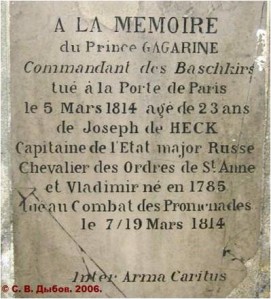 A LA MEMOIRE
du Prince GAGARINE
Commandant des Baschkirs
tué à la Porte de Paris
le 5 Mars 1814 agé de 23 ans
de Joseph de HECK
Capitaine de l'Etat major Russe
Chevalier des Ordres de St. Anne
et Vladimir né en 1785
tué au Combat des Promenades
le 7/19 Mars 1814
Inter Arma Caritus
© С. В. Дыбов. 2006.